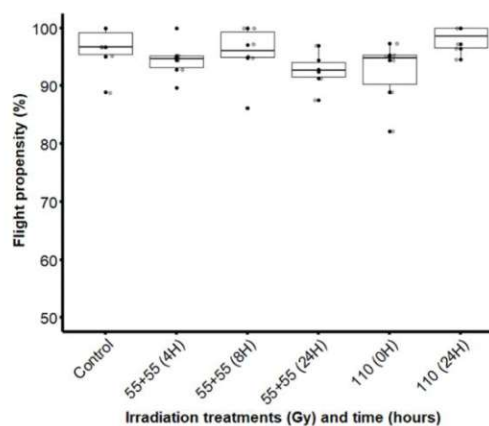 Flight propensity (%)
100
90
80
70
60
50
Control
55+55 (4H)
55+55 (8H)
55+55 (24H)
110 (0H)
110 (24H)
Irradiation treatments (Gy) and time (hours)